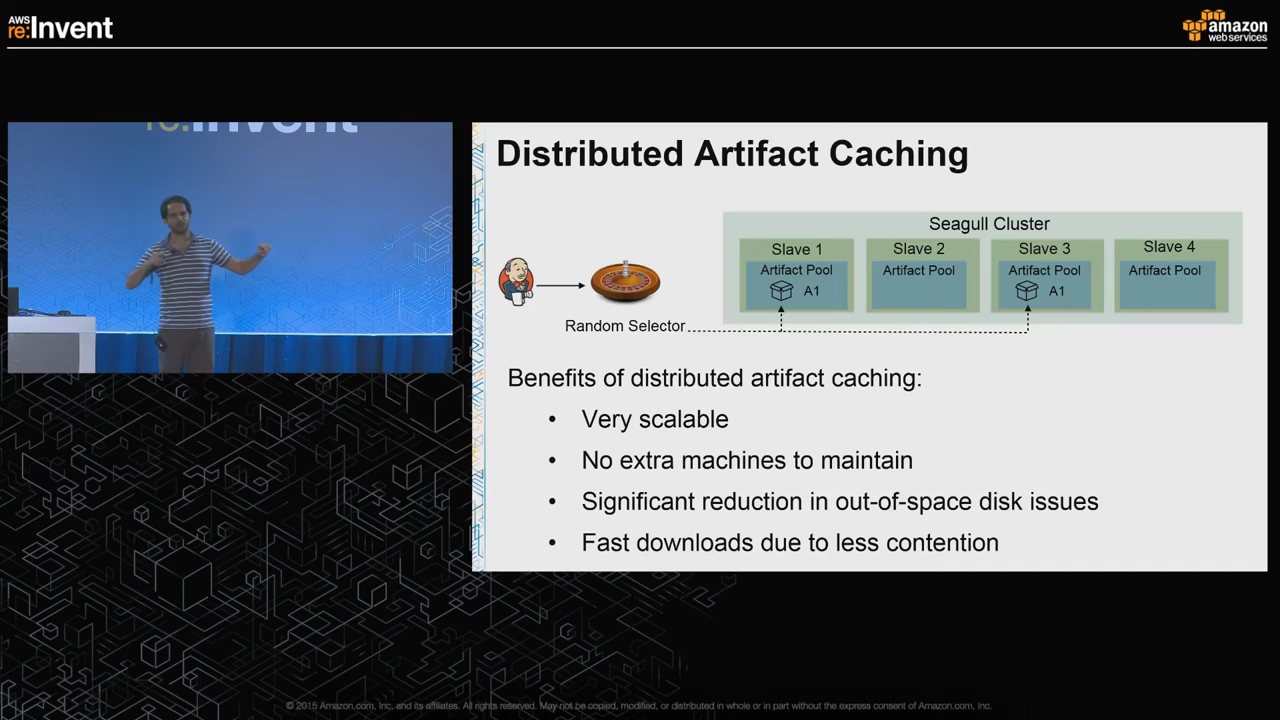 AWS
re:Invent
amazon
web services
re:Invent
Distributed Artifact Caching
Seagull Cluster
Slave 1
Slave 2
Slave 3
Slave 4
Artifact Pool
Artifact Pool
Artifact Pool
Artifact Pool
A1
A1
Random Selector
Benefits of distributed artifact caching:
• Very scalable
• No extra machines to maintain
• Significant reduction in out-of-space disk issues
• Fast downloads due to less contention
© 2015 Amazon.com, Inc. and its affiliates. All rights reserved. May not be copied, modified, or distributed in whole or in part without the express consent of Amazon.com, Inc.